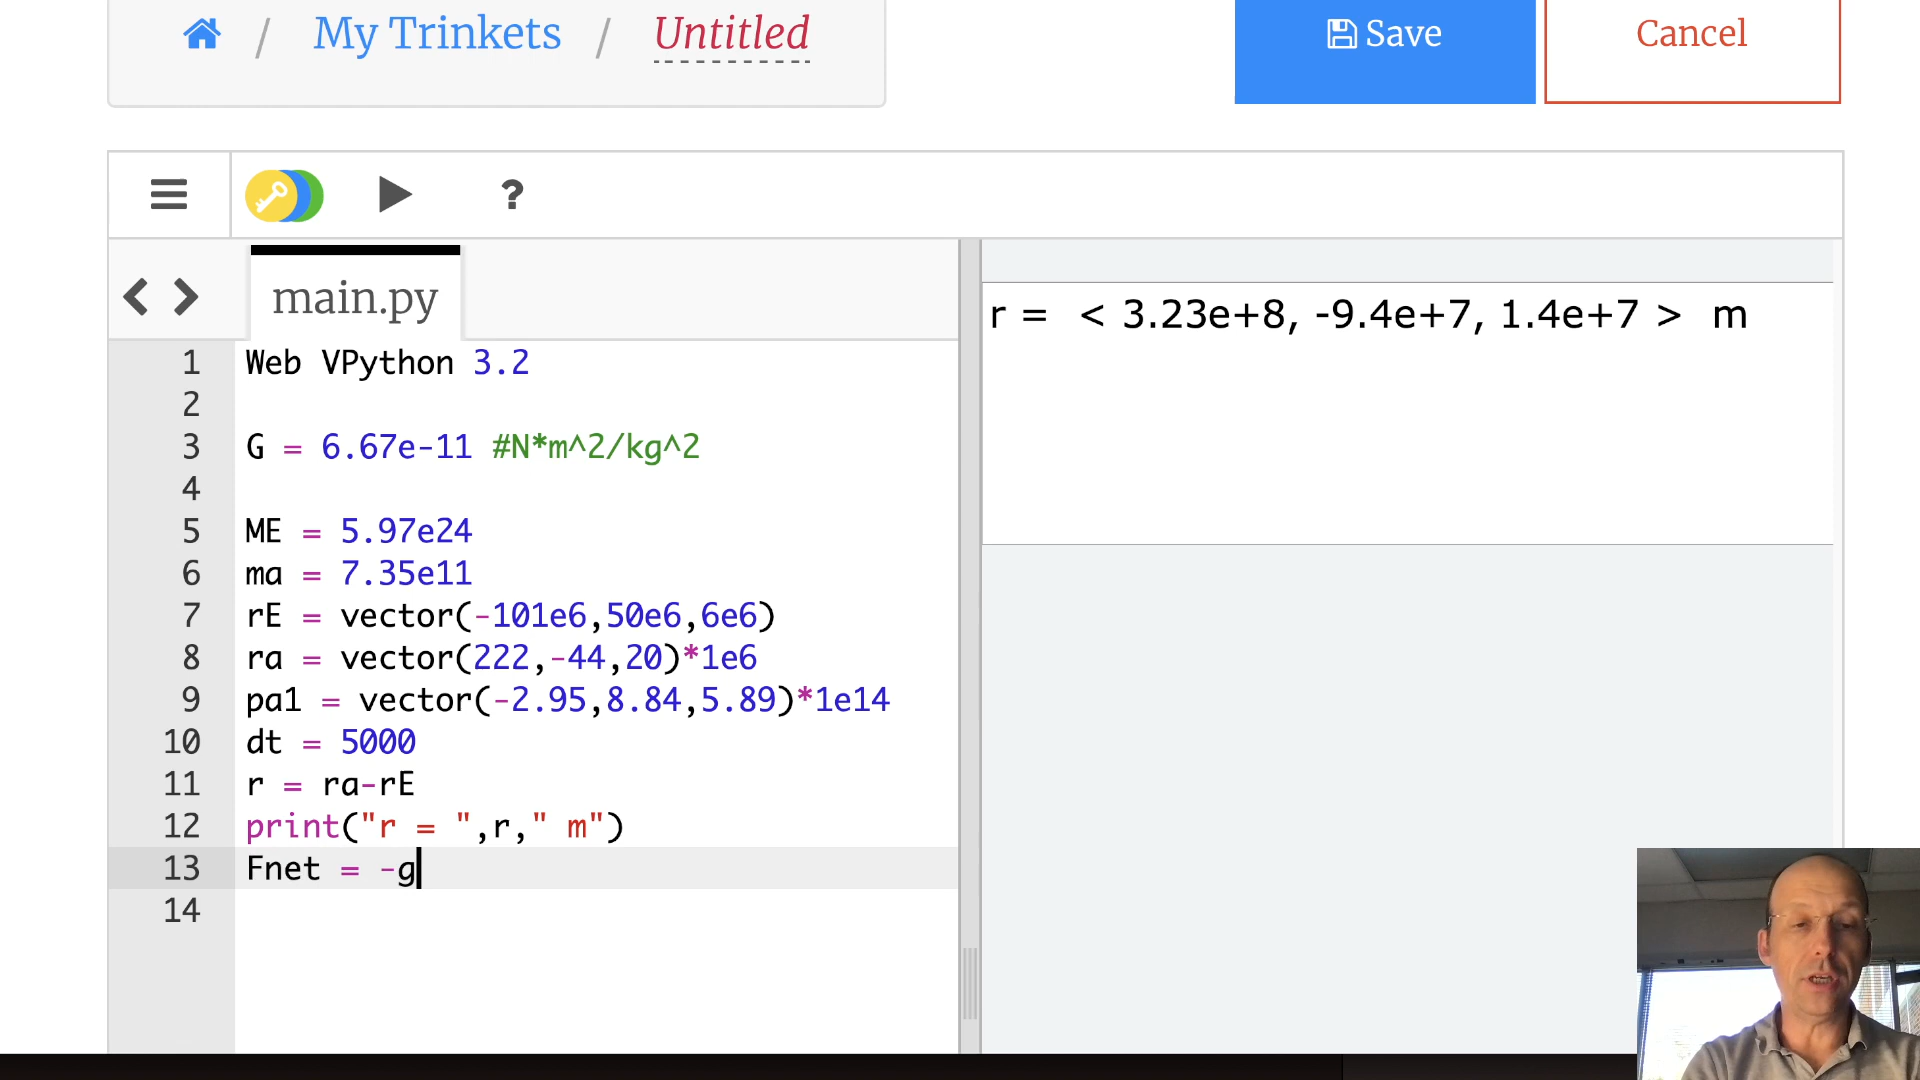 / My Trinkets / Untitled
Save
Cancel
?
main.py
r = < 3.23e+8, -9.4e+7, 1.4e+7 > m
1 Web VPython 3.2
2
3 G = 6.67e-11 #N*m^2/kg^2
4
5 ME = 5.97e24
6 ma = 7.35e11
7 rE = vector(-101e6,50e6,6e6)
8 ra = vector(222,-44,20)*1e6
9 pa1 = vector(-2.95,8.84,5.89)*1e14
10 dt = 5000
11 r = ra-rE
12 print("r = ",r," m")
13 Fnet = -g
14